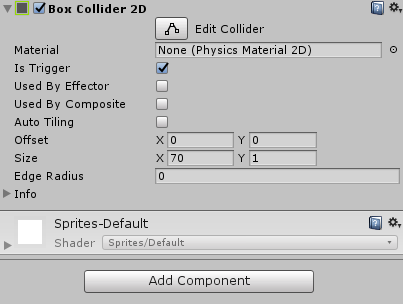 Box Collider 2D
Edit Collider
Material None (Physics Material 2D)
Is Trigger
Used By Effector
Used By Composite
Auto Tiling
Offset X 0 Y 0
Size X 70 Y 1
Edge Radius 0
Info
Sprites-Default
Shader Sprites/Default
Add Component